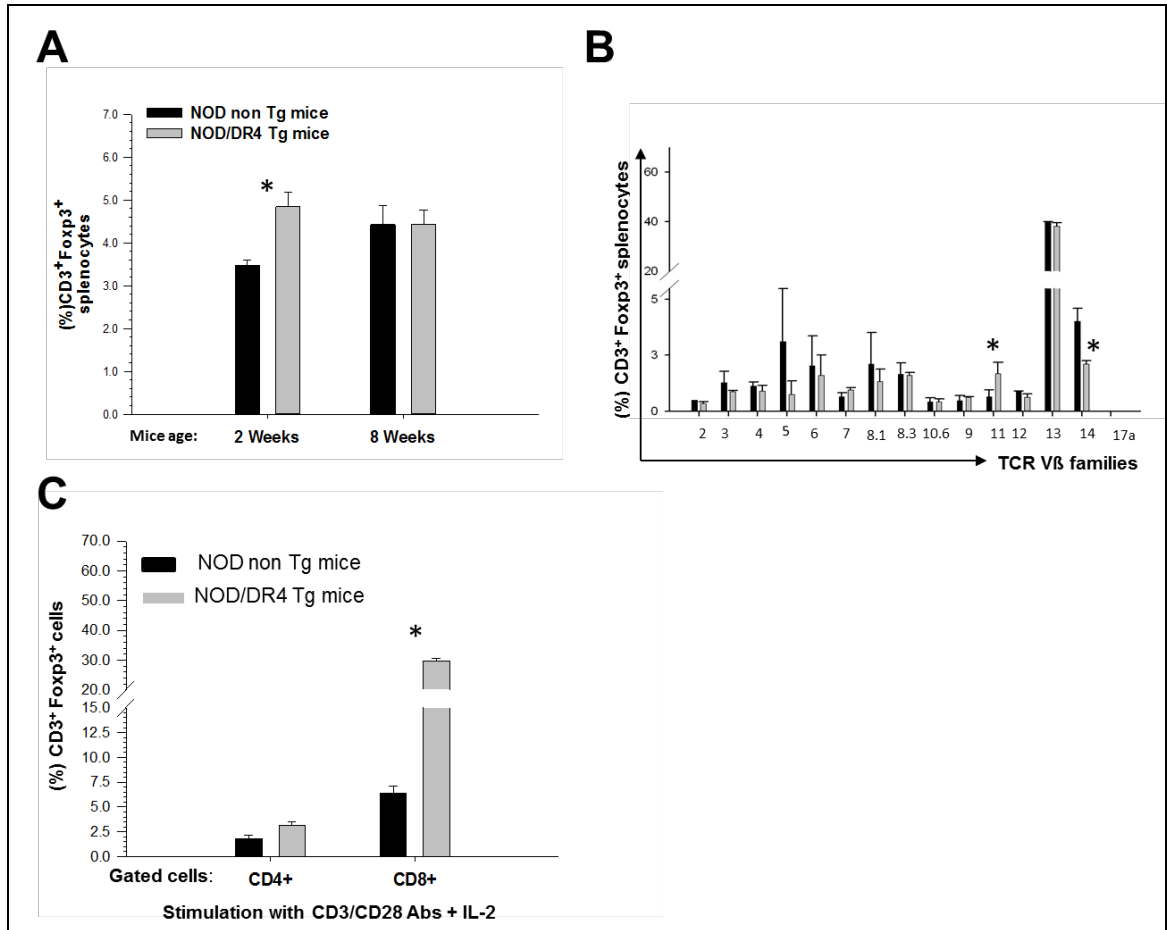 A
NOD non Tg mice
NOD/DR4 Tg mice
7.0
6.0
5.0
4.0
3.0
2.0
1.0
0.0
*
(%)CD3+Foxp3+
splenocytes
Mice age: 2 Weeks 8 Weeks
B
(%) CD3+ Foxp3+ splenocytes
60
40
20
5
3
0
*
*
2 3 4 5 6 7 8.1 8.3 10.6 9 11 12 13 14 17a
TCR Vß families
C
70.0
60.0
50.0
40.0
30.0
20.0
15.0
12.5
10.0
7.5
5.0
2.5
0.0
(%) CD3+ Foxp3+ cells
NOD non Tg mice
NOD/DR4 Tg mice
*
Gated cells: CD4+ CD8+
Stimulation with CD3/CD28 Abs + IL-2